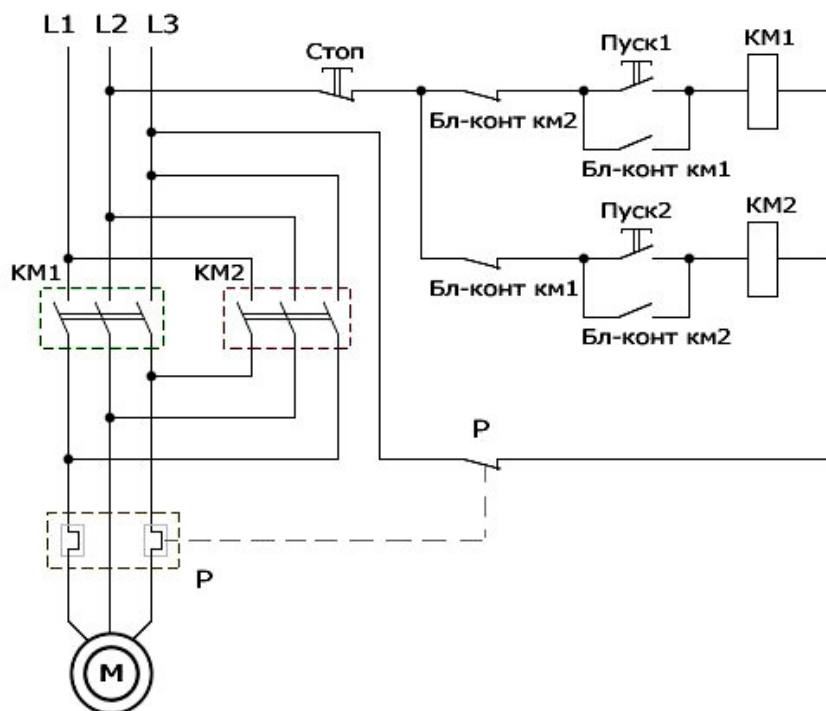 L1 L2 L3
Стоп
Пуск1
КМ1
Бл-конт км2
Бл-конт км1
Пуск2
КМ2
КМ1
КМ2
Бл-конт км1
Бл-конт км2
Р
Р
М